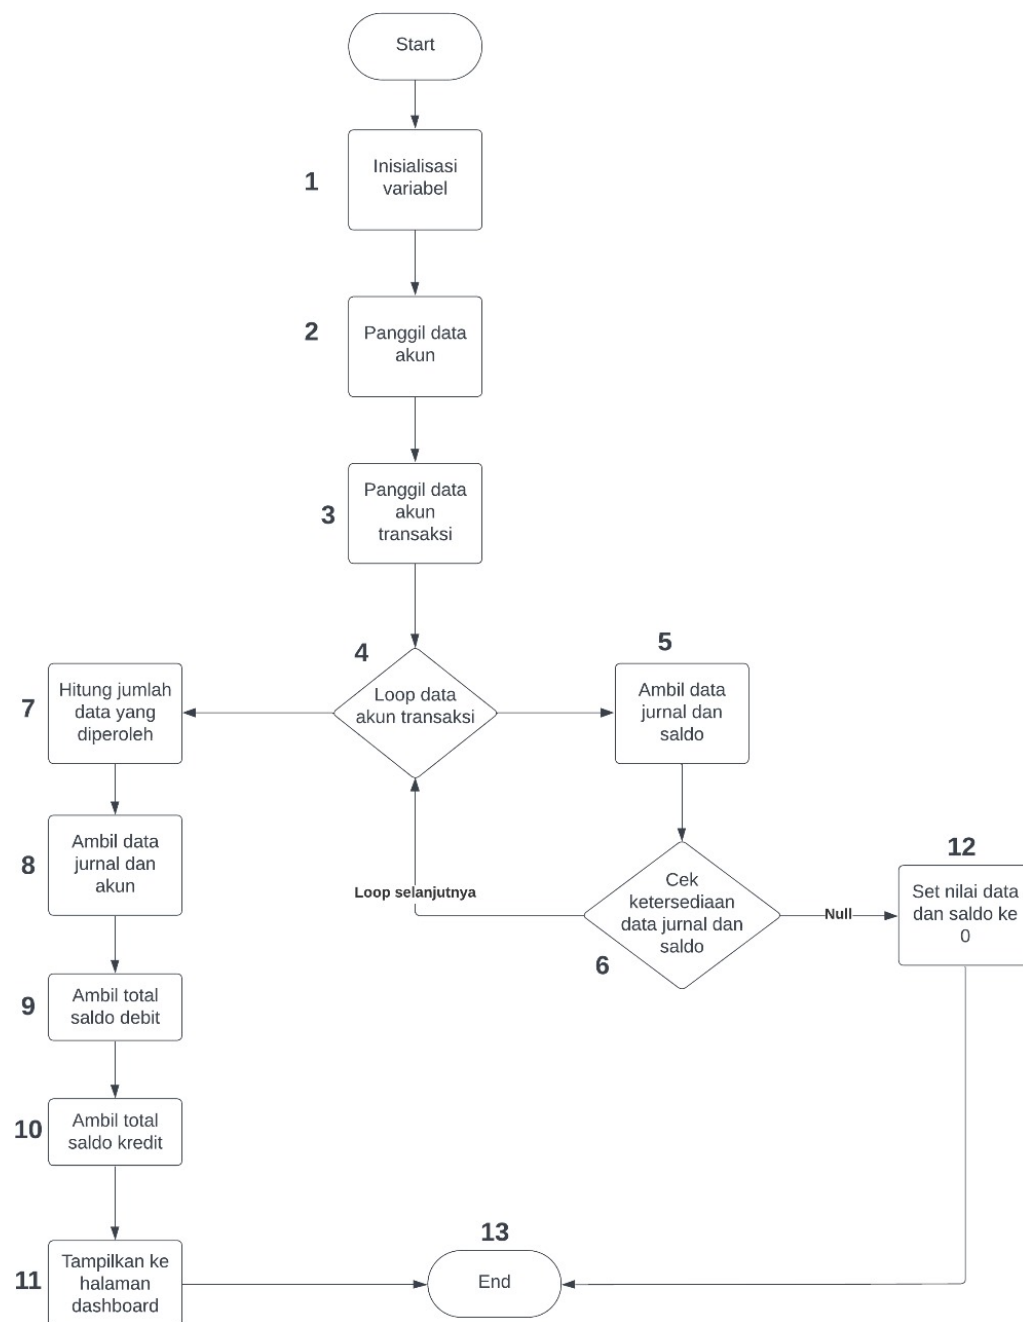 Start
1
Inisialisasi
variabel
2
Panggil data
akun
3
Panggil data
akun
transaksi
4
Loop data
akun transaksi
5
Ambil data
jurnal dan
saldo
7
Hitung jumlah
data yang
diperoleh
8
Ambil data
jurnal dan
akun
Loop selanjutnya
Cek
ketersediaan
data jurnal dan
saldo
6
Null
12
Set nilai data
dan saldo ke
0
9
Ambil total
saldo debit
10
Ambil total
saldo kredit
11
Tampilkan ke
halaman
dashboard
13
End